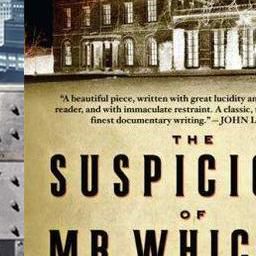 "A beautiful piece, written with great lucidity an
reader, and with immaculate restraint. A classic,
finest documentary writing."—JOHN L
THE
SUSPICIO
OF
MR WHIC